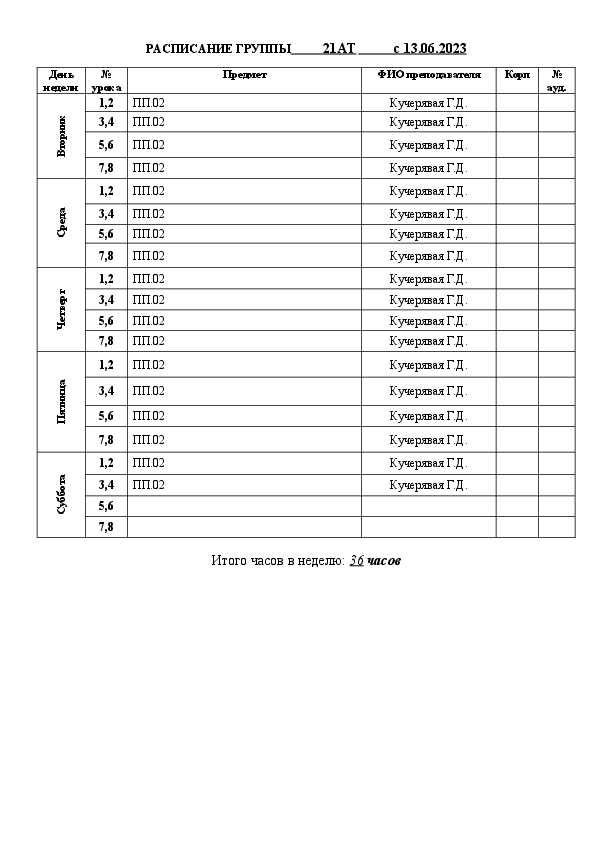 РАСПИСАНИЕ ГРУППЫ 21АТ с 13.06.2023
День недели № урока Предмет ФИО преподавателя Корп № ауд.
Вторник
1,2 ПП.02 Кучерявая Г.Д.
3,4 ПП.02 Кучерявая Г.Д.
5,6 ПП.02 Кучерявая Г.Д.
7,8 ПП.02 Кучерявая Г.Д.
Среда
1,2 ПП.02 Кучерявая Г.Д.
3,4 ПП.02 Кучерявая Г.Д.
5,6 ПП.02 Кучерявая Г.Д.
7,8 ПП.02 Кучерявая Г.Д.
Четверг
1,2 ПП.02 Кучерявая Г.Д.
3,4 ПП.02 Кучерявая Г.Д.
5,6 ПП.02 Кучерявая Г.Д.
7,8 ПП.02 Кучерявая Г.Д.
Пятница
1,2 ПП.02 Кучерявая Г.Д.
3,4 ПП.02 Кучерявая Г.Д.
5,6 ПП.02 Кучерявая Г.Д.
7,8 ПП.02 Кучерявая Г.Д.
Суббота
1,2 ПП.02 Кучерявая Г.Д.
3,4 ПП.02 Кучерявая Г.Д.
5,6
7,8
Итого часов в неделю: 36 часов